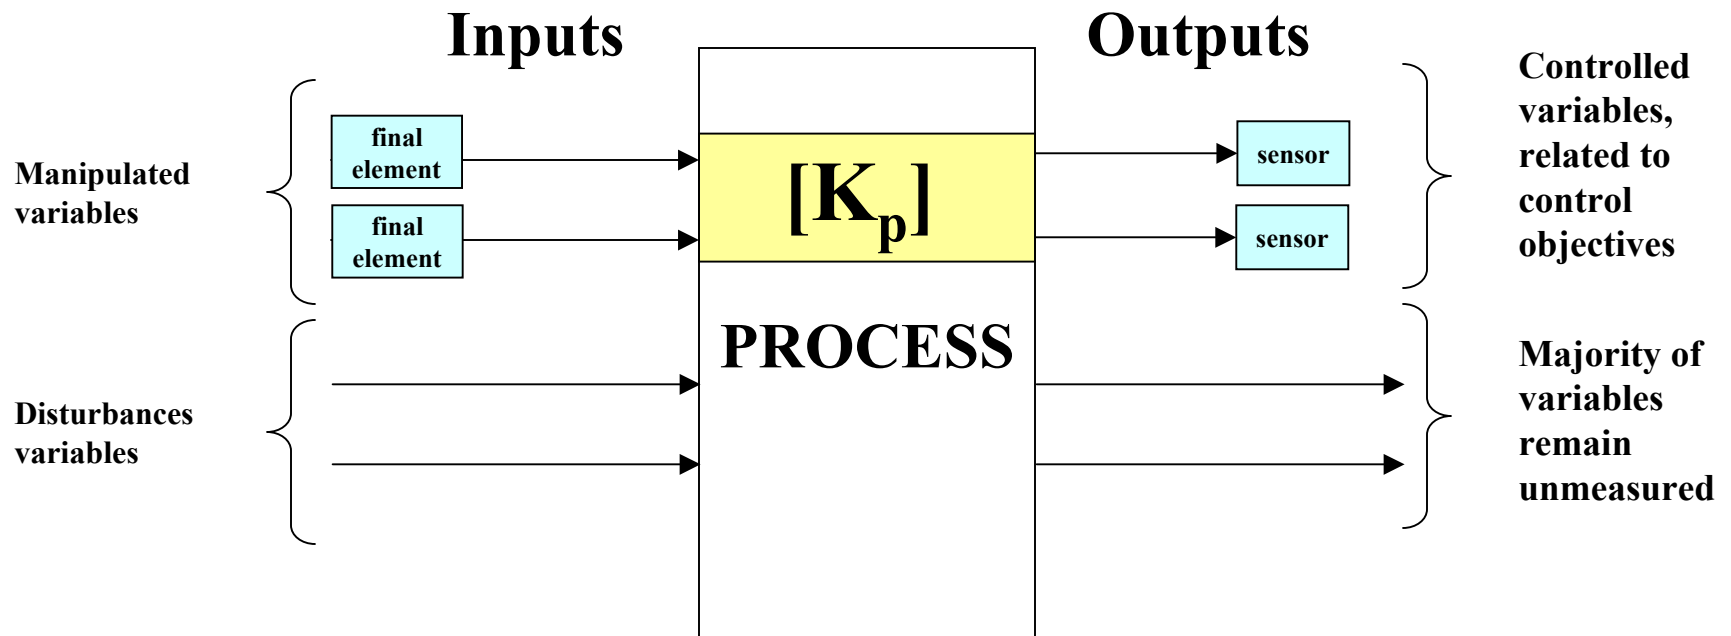 Inputs
Outputs
Manipulated
variables
final
element
final
element
[Kp]
sensor
sensor
Controlled
variables,
related to
control
objectives
PROCESS
Disturbances
variables
Majority of
variables
remain
unmeasured